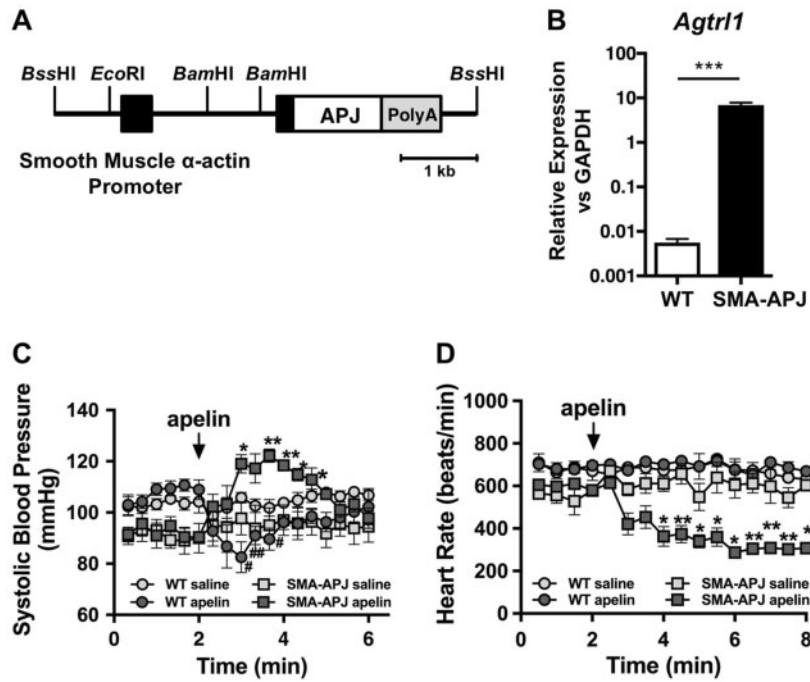 A
BssHI EcoRI BamHI BamHI BssHI
APJ PolyA
Smooth Muscle α-actin
Promoter
1 kb
B
Agtrl1
Relative Expression
vs GAPDH
100
10
1
0.1
0.01
0.001
***
WT SMA-APJ
C
Systolic Blood Pressure
(mmHg)
140
120
100
80
60
apelin
* ** ** * *
# ## #
WT saline SMA-APJ saline
WT apelin SMA-APJ apelin
0 2 4 6
Time (min)
D
Heart Rate (beats/min)
1000
800
600
400
200
0
apelin
* ** * * * ** ** ** *
WT saline SMA-APJ saline
WT apelin SMA-APJ apelin
0 2 4 6 8
Time (min)